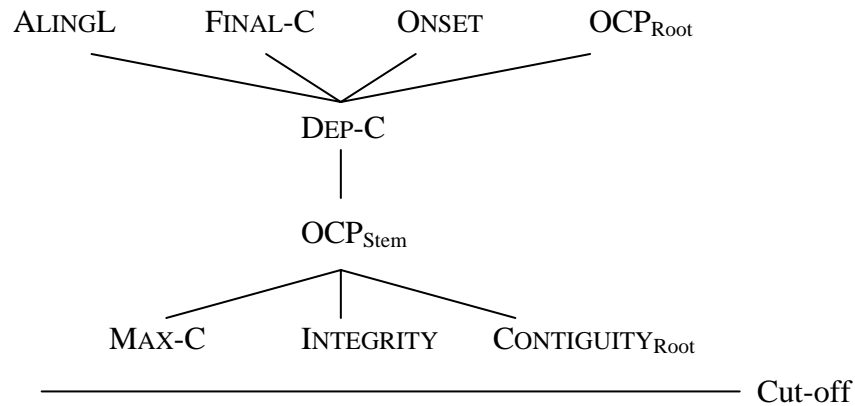 ALINGL FINAL-C ONSET OCPRoot
DEP-C
OCPStem
MAX-C INTEGRITY CONTIGUITYRoot
Cut-off